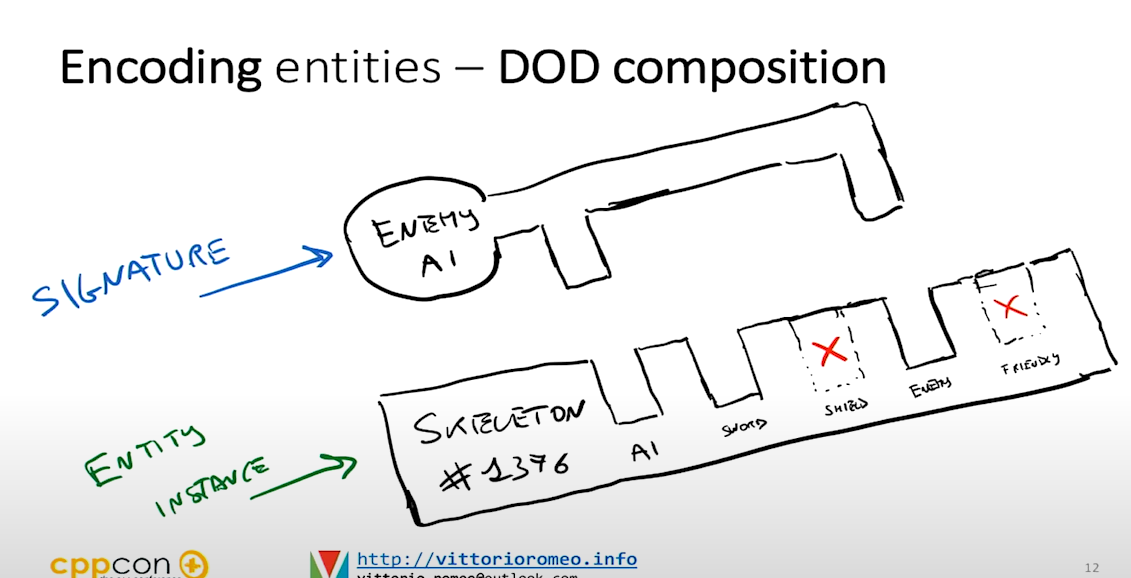 Encoding entities – DOD composition
ENEMY
AI
SIGNATURE
SKELETON
#1376
AI
SWORD
SHIELD
ENEMY
FRIENDLY
ENTITY
INSTANCE
cppcon
http://vittorioromeo.info
vittorio.romeo@outlook.com
12